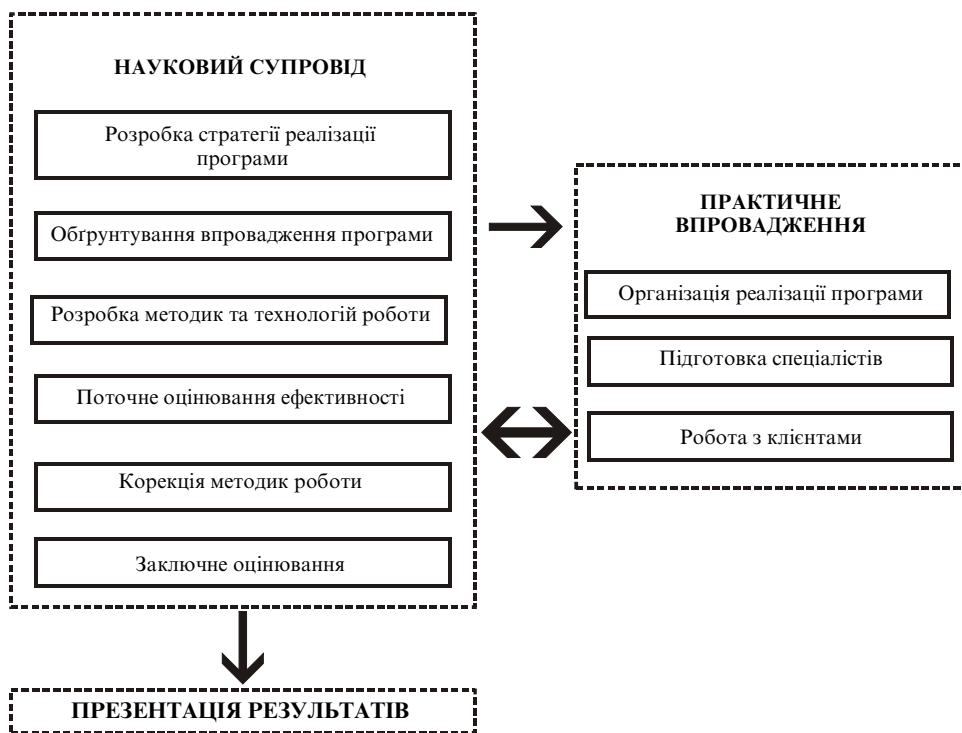 НАУКОВИЙ СУПРОВІД
Розробка стратегії реалізації
програми
Обґрунтування впровадження програми
Розробка методик та технологій роботи
Поточне оцінювання ефективності
Корекція методик роботи
Заключне оцінювання
ПРАКТИЧНЕ
ВПРОВАДЖЕННЯ
Організація реалізації програми
Підготовка спеціалістів
Робота з клієнтами
ПРЕЗЕНТАЦІЯ РЕЗУЛЬТАТІВ